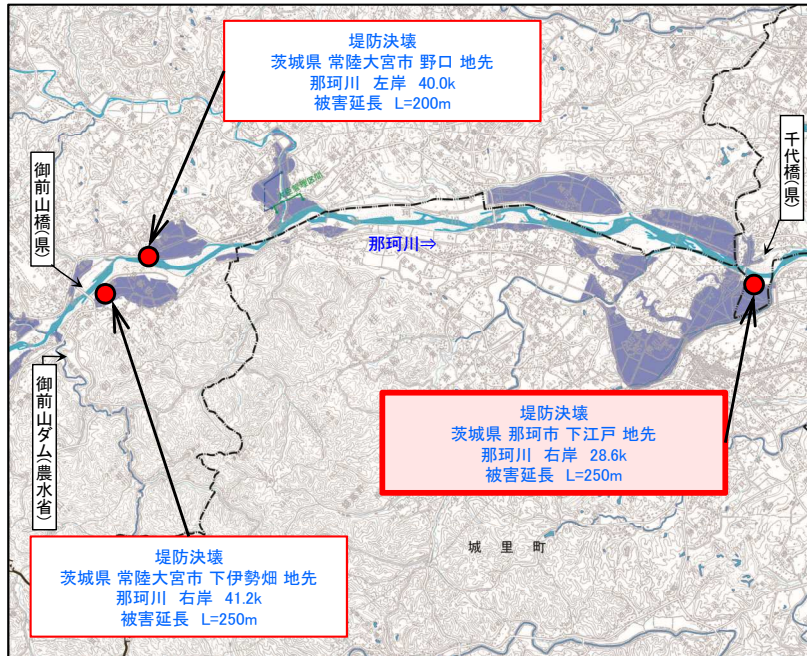 堤防決壊
茨城県 常陸大宮市 野口 地先
那珂川 左岸 40.0k
被害延長 L=200m
千代橋(県)
御前山橋(県)
那珂川⇒
御前山ダム(農水省)
堤防決壊
茨城県 那珂市 下江戸 地先
那珂川 右岸 28.6k
被害延長 L=250m
城里町
堤防決壊
茨城県 常陸大宮市 下伊勢畑 地先
那珂川 右岸 41.2k
被害延長 L=250m